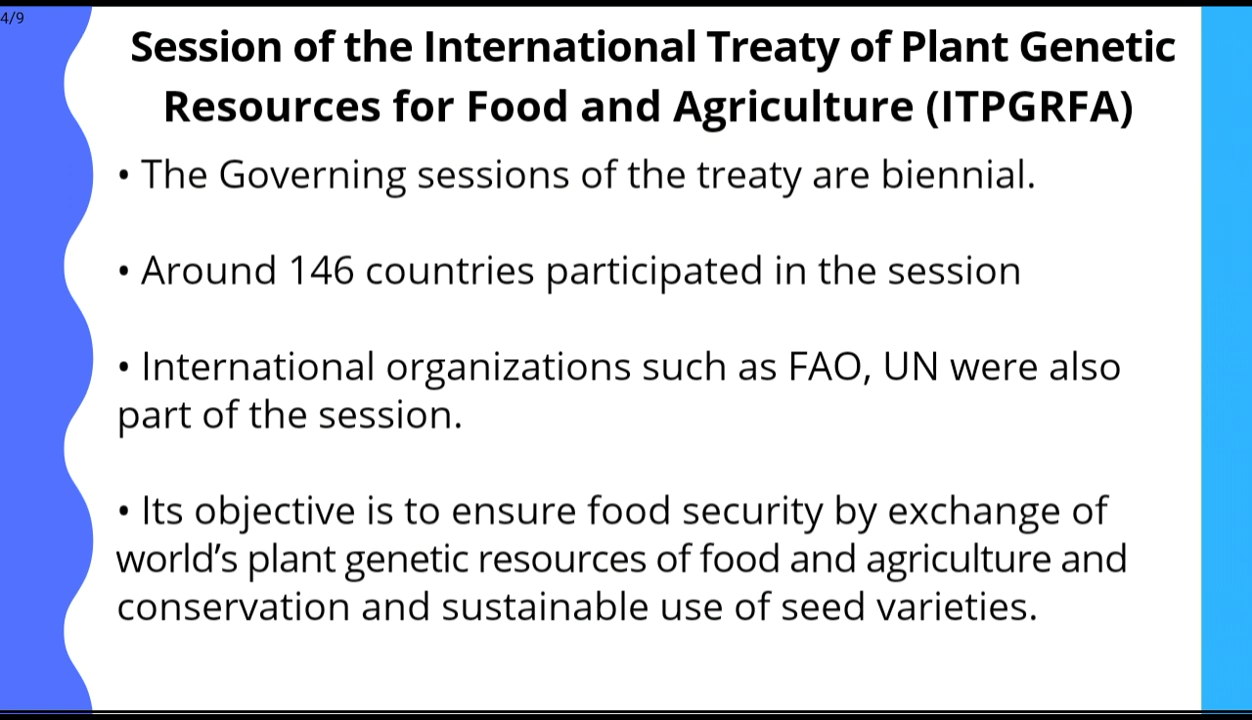 4/9
Session of the International Treaty of Plant Genetic
Resources for Food and Agriculture (ITPGRFA)
• The Governing sessions of the treaty are biennial.
• Around 146 countries participated in the session
• International organizations such as FAO, UN were also
part of the session.
• Its objective is to ensure food security by exchange of
world’s plant genetic resources of food and agriculture and
conservation and sustainable use of seed varieties.